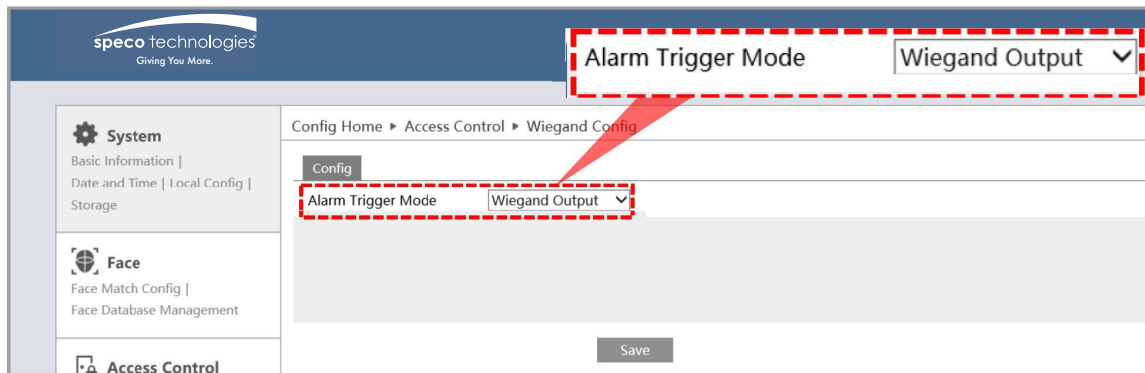 speco technologies®
Giving You More.
Alarm Trigger Mode Wiegand Output
System
Basic Information |
Date and Time | Local Config |
Storage
Face
Face Match Config |
Face Database Management
Access Control
Config Home ▸ Access Control ▸ Wiegand Config
Config
Alarm Trigger Mode Wiegand Output
Save